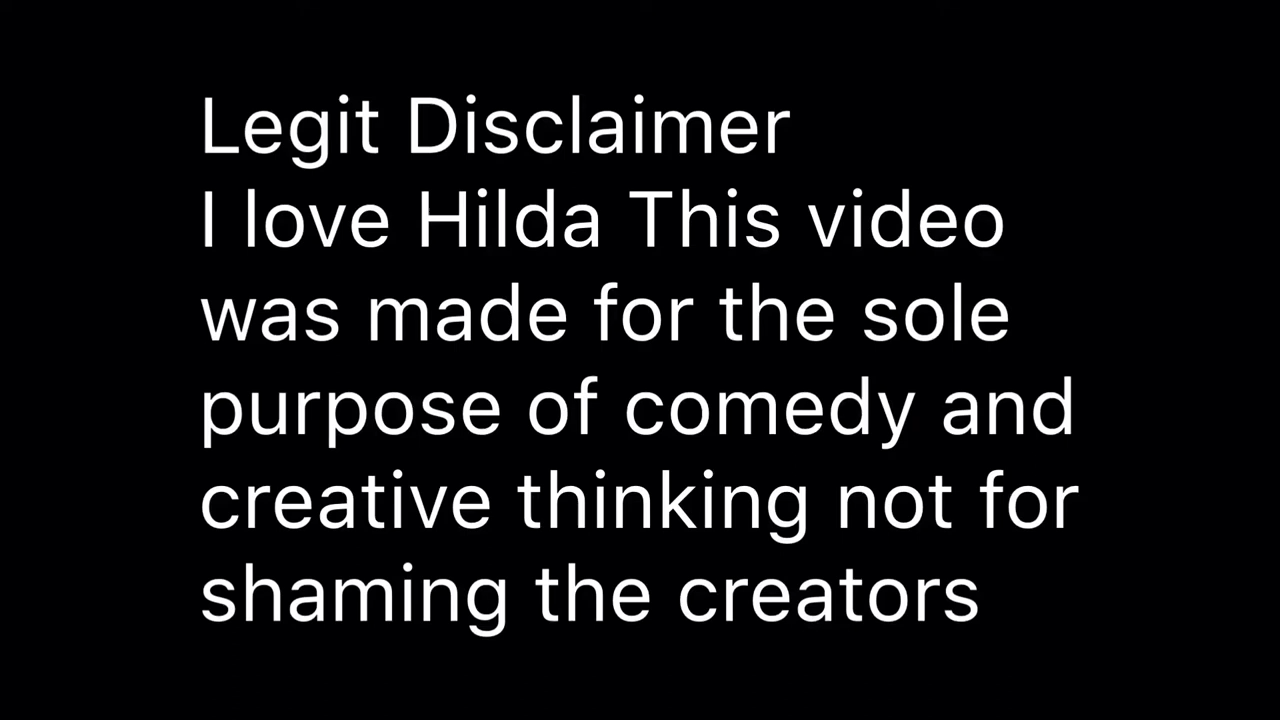 Legit Disclaimer
I love Hilda This video
was made for the sole
purpose of comedy and
creative thinking not for
shaming the creators